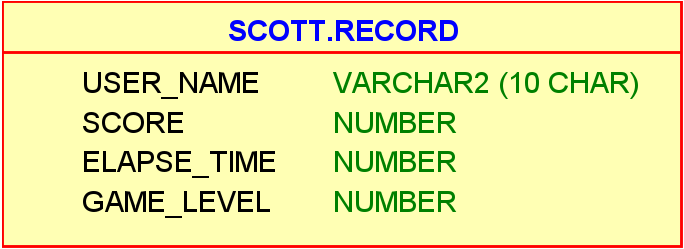 SCOTT.RECORD
USER_NAME VARCHAR2 (10 CHAR)
SCORE NUMBER
ELAPSE_TIME NUMBER
GAME_LEVEL NUMBER